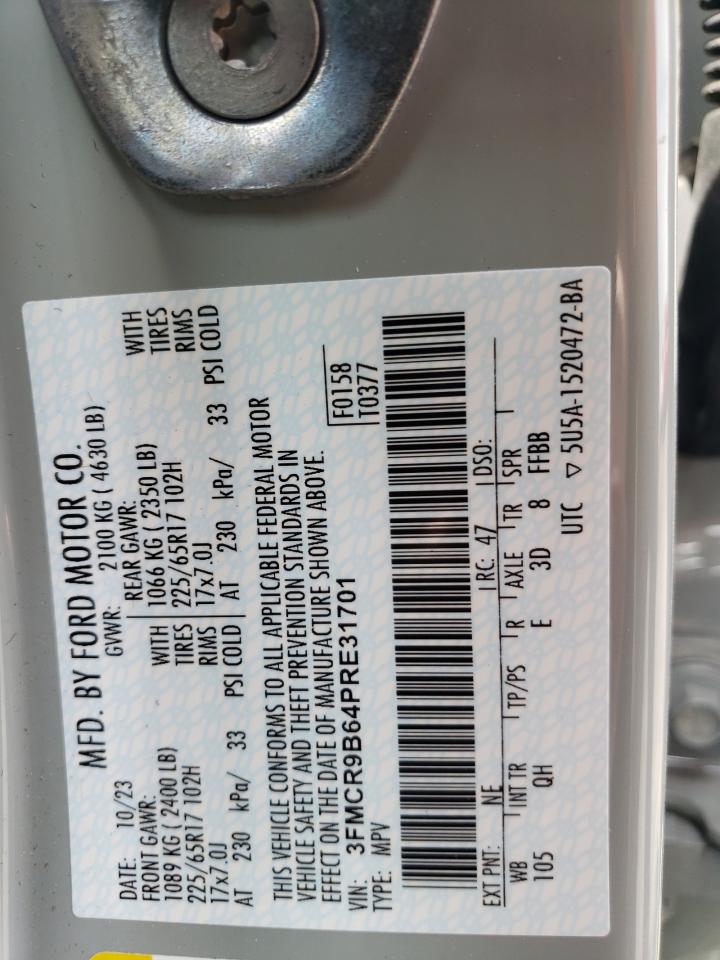 MFD. BY FORD MOTOR CO.
DATE: 10/23 GVWR: 2100 KG ( 4630 LB)
FRONT GAWR: REAR GAWR:
1089 KG ( 2400 LB) WITH 1066 KG ( 2350 LB) WITH
225/65R17 102H TIRES 225/65R17 102H TIRES
17x7.0J RIMS 17x7.0J RIMS
AT 230 kPa/ 33 PSI COLD AT 230 kPa/ 33 PSI COLD
THIS VEHICLE CONFORMS TO ALL APPLICABLE FEDERAL MOTOR
VEHICLE SAFETY AND THEFT PREVENTION STANDARDS IN
EFFECT ON THE DATE OF MANUFACTURE SHOWN ABOVE.
VIN: 3FMCR9B64PRE31701 F0158
TYPE: MPV T0377
EXT PNT: NE RC: 47 DSO:
WB INT TR TP/PS R AXLE TR SPR
105 QH E 3D 8 FFBB
UTC ▽ 5U5A-1520472-BA